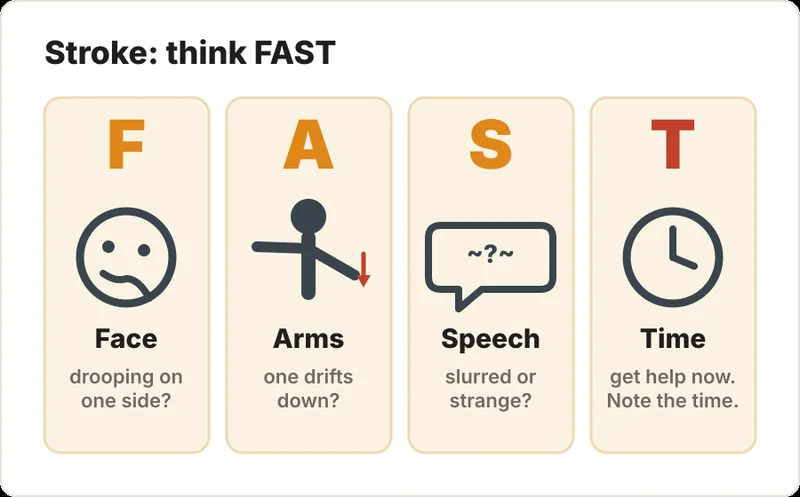 Stroke: think FAST
F
A
S
T
~?~
Face
drooping on
one side?
Arms
one drifts
down?
Speech
slurred or
strange?
Time
get help now.
Note the time.